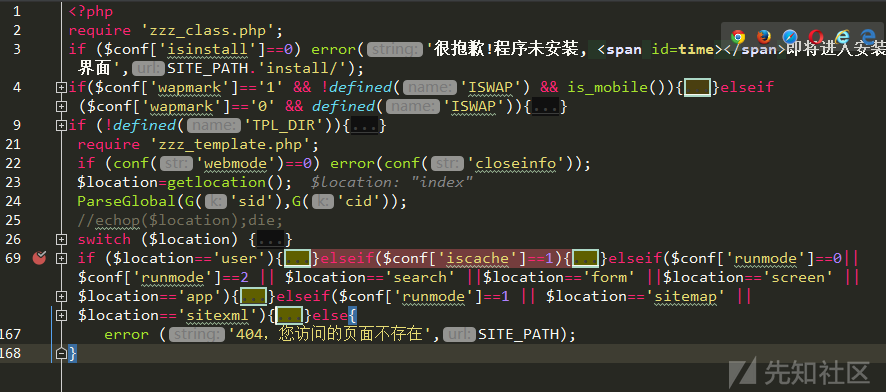 1 <?php
2 require 'zzz_class.php';
3 if ($conf['isinstall']==0) error( string: '很抱歉!程序未安装, <span id=time></span>即将进入安装
界面', url: SITE_PATH.'install/');
4 if($conf['wapmark']=='1' && !defined( name: 'ISWAP') && is_mobile()){...}elseif
($conf['wapmark']=='0' && defined( name: 'ISWAP')){...}
9 if (!defined( name: 'TPL_DIR')){...}
21 require 'zzz_template.php';
22 if (conf( str: 'webmode')==0) error(conf( str: 'closeinfo'));
23 $location=getlocation(); $location: "index"
24 ParseGlobal(G( k: 'sid'),G( k: 'cid'));
25 //echop($location);die;
26 switch ($location) {...}
69 if ($location=='user'){...}elseif($conf['iscache']==1){...}elseif($conf['runmode']==0||
$conf['runmode']==2 || $location=='search' ||$location=='form' ||$location=='screen' ||
$location=='app'){...}elseif($conf['runmode']==1 || $location=='sitemap' ||
$location=='sitexml'){...}else{
167 error ( string: '404, 您访问的页面不存在', url: SITE_PATH);
168 }
先知社区